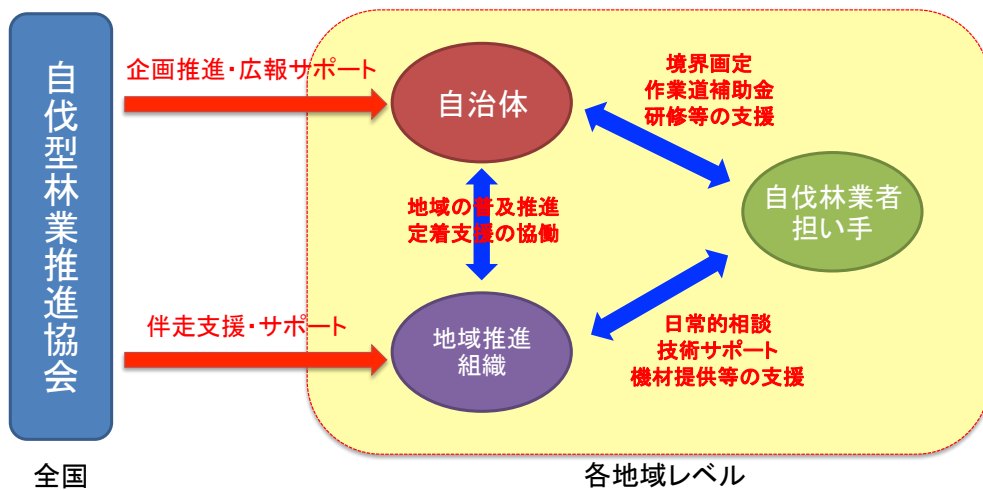 自伐型林業推進協会
企画推進・広報サポート
自治体
境界画定
作業道補助金
研修等の支援
地域の普及推進
定着支援の協働
自伐林業者
担い手
伴走支援・サポート
地域推進
組織
日常的相談
技術サポート
機材提供等の支援
全国
各地域レベル